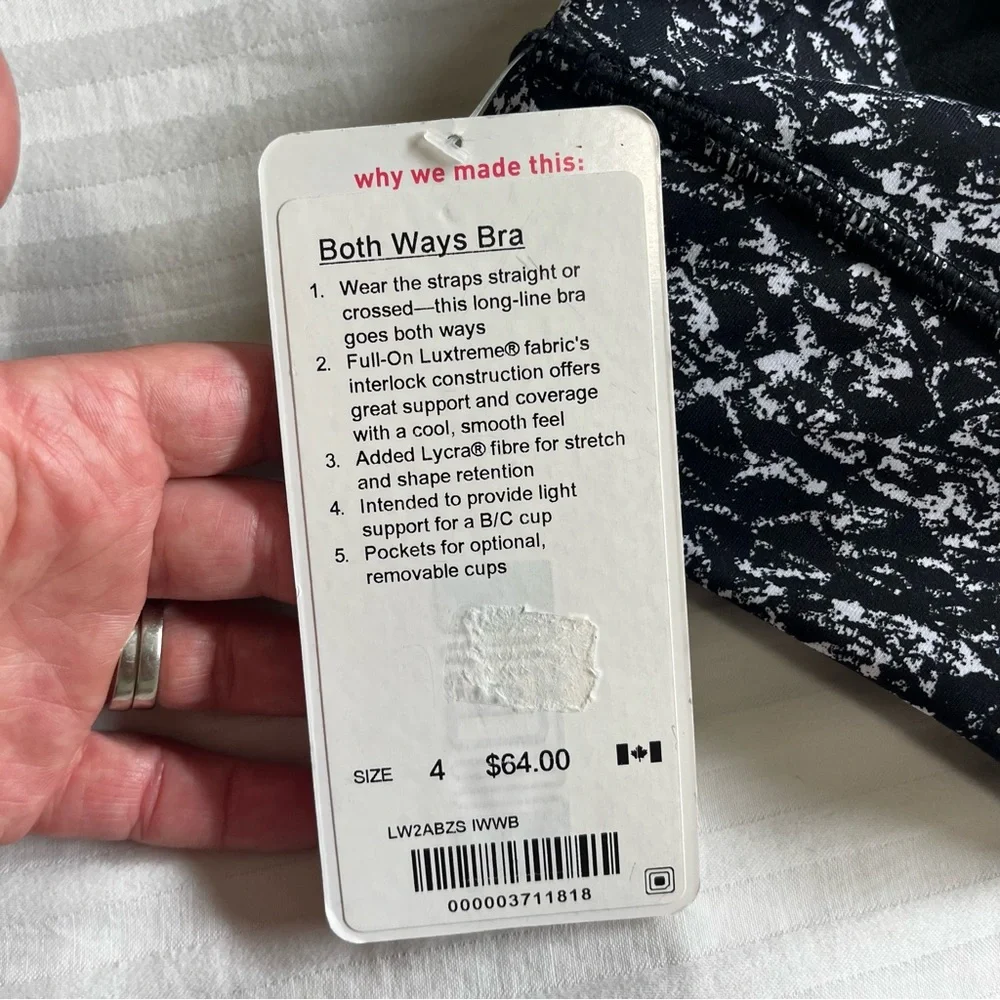 why we made this:
Both Ways Bra
1. Wear the straps straight or
crossed—this long-line bra
goes both ways
2. Full-On Luxtreme® fabric's
interlock construction offers
great support and coverage
with a cool, smooth feel
3. Added Lycra® fibre for stretch
and shape retention
4. Intended to provide light
support for a B/C cup
5. Pockets for optional,
removable cups
SIZE 4 $64.00
LW2ABZS IWWB
000003711818